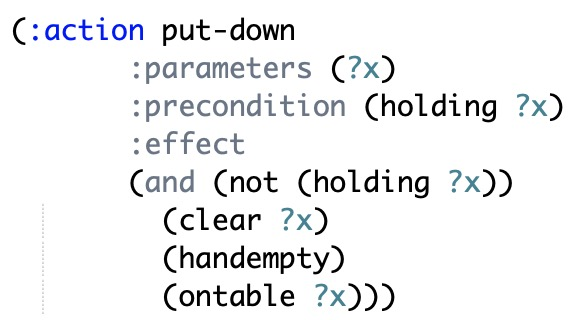 (:action put-down
:parameters (?x)
:precondition (holding ?x)
:effect
(and (not (holding ?x))
(clear ?x)
(handempty)
(ontable ?x)))